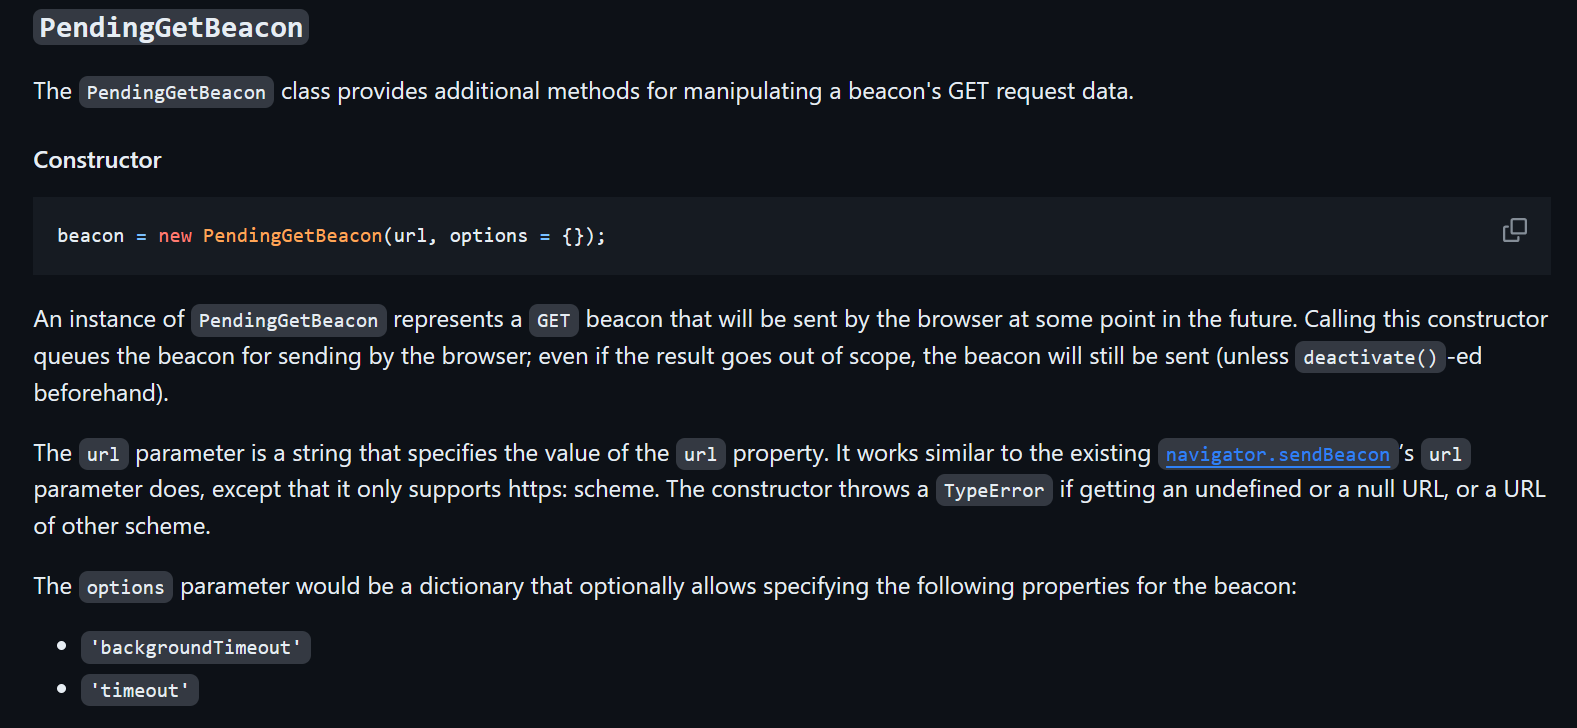 PendingGetBeacon
The PendingGetBeacon class provides additional methods for manipulating a beacon's GET request data.
Constructor
beacon = new PendingGetBeacon(url, options = {});
An instance of PendingGetBeacon represents a GET beacon that will be sent by the browser at some point in the future. Calling this constructor
queues the beacon for sending by the browser; even if the result goes out of scope, the beacon will still be sent (unless deactivate() -ed
beforehand).
The url parameter is a string that specifies the value of the url property. It works similar to the existing navigator.sendBeacon's url
parameter does, except that it only supports https: scheme. The constructor throws a TypeError if getting an undefined or a null URL, or a URL
of other scheme.
The options parameter would be a dictionary that optionally allows specifying the following properties for the beacon:
• 'backgroundTimeout'
• 'timeout'